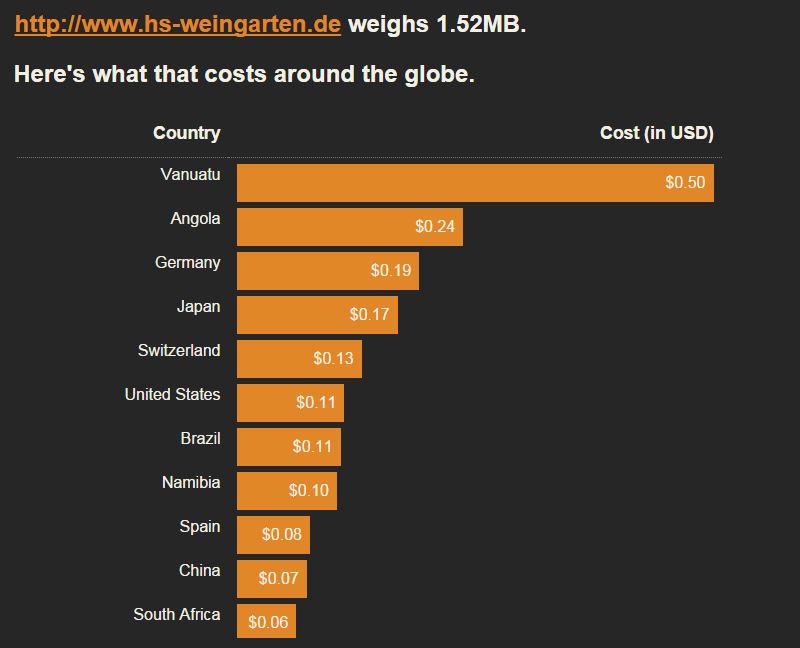 http://www.hs-weingarten.de weighs 1.52MB.
Here's what that costs around the globe.
Country Cost (in USD)
Vanuatu $0.50
Angola $0.24
Germany $0.19
Japan $0.17
Switzerland $0.13
United States $0.11
Brazil $0.11
Namibia $0.10
Spain $0.08
China $0.07
South Africa $0.06